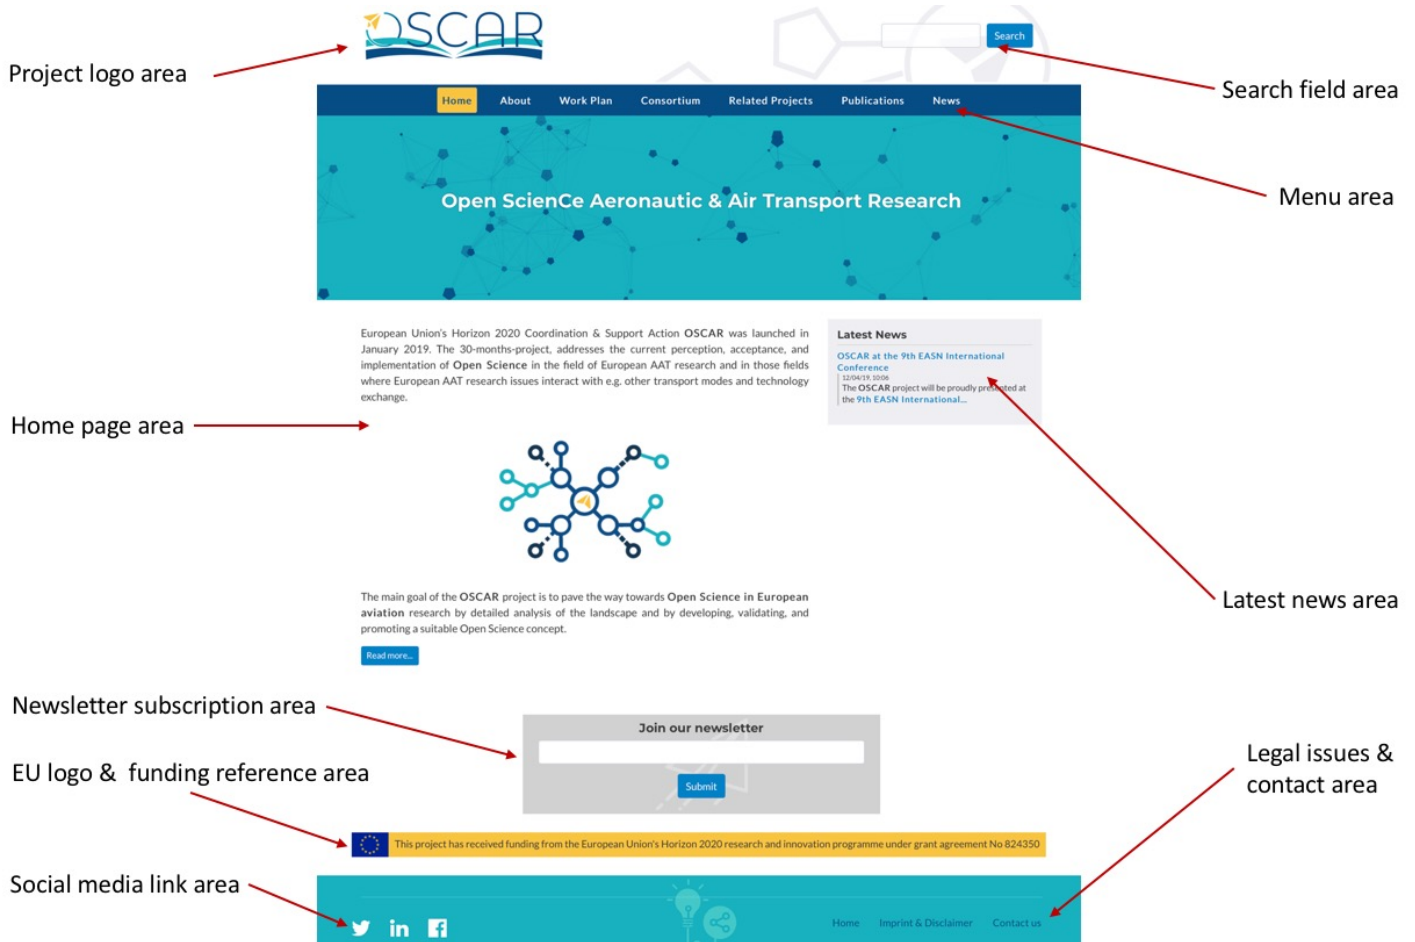 OSCAR
Search
Project logo area
Search field area
Home About Work Plan Consortium Related Projects Publications News
Menu area
Open ScienCe Aeronautic & Air Transport Research
European Union's Horizon 2020 Coordination & Support Action OSCAR was launched in
January 2019. The 30-months-project, addresses the current perception, acceptance, and
implementation of Open Science in the field of European AAT research and in those fields
where European AAT research issues interact with e.g. other transport modes and technology
exchange.
Latest News
OSCAR at the 9th EASN International
Conference
12/04/19, 10:06
The OSCAR project will be proudly presented at
the 9th EASN International...
Home page area
The main goal of the OSCAR project is to pave the way towards Open Science in European
aviation research by detailed analysis of the landscape and by developing, validating, and
promoting a suitable Open Science concept.
Read more...
Latest news area
Newsletter subscription area
Join our newsletter
Submit
EU logo & funding reference area
Legal issues &
contact area
This project has received funding from the European Union's Horizon 2020 research and innovation programme under grant agreement No 824350
Social media link area
Home Imprint & Disclaimer Contact us